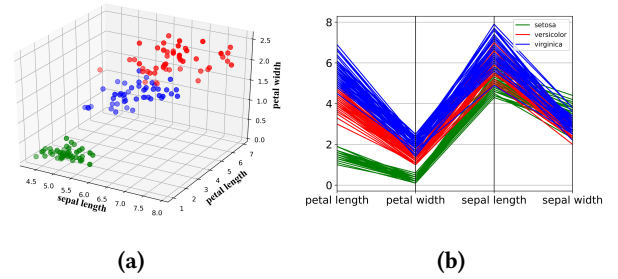 2.5
2.0
1.5
1.0
0.5
0.0
petal width
7
6
5
4
3
2
1
petal length
4.5 5.0 5.5 6.0 6.5 7.0 7.5 8.0
sepal length
(a)
8
6
4
2
0
setosa
versicolor
virginica
petal length petal width sepal length sepal width
(b)